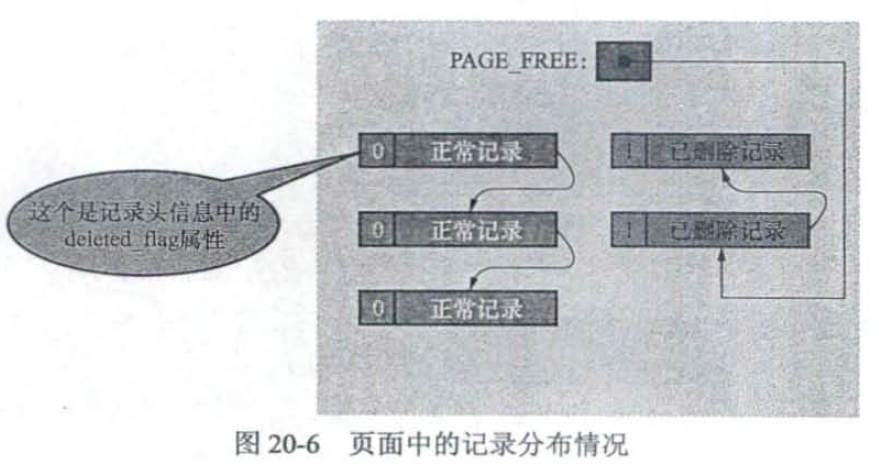 PAGE_FREE:
0 正常记录
1 已删除记录
这个是记录头信息中的
deleted_flag属性
0 正常记录
1 已删除记录
0 正常记录
图 20-6 页面中的记录分布情况